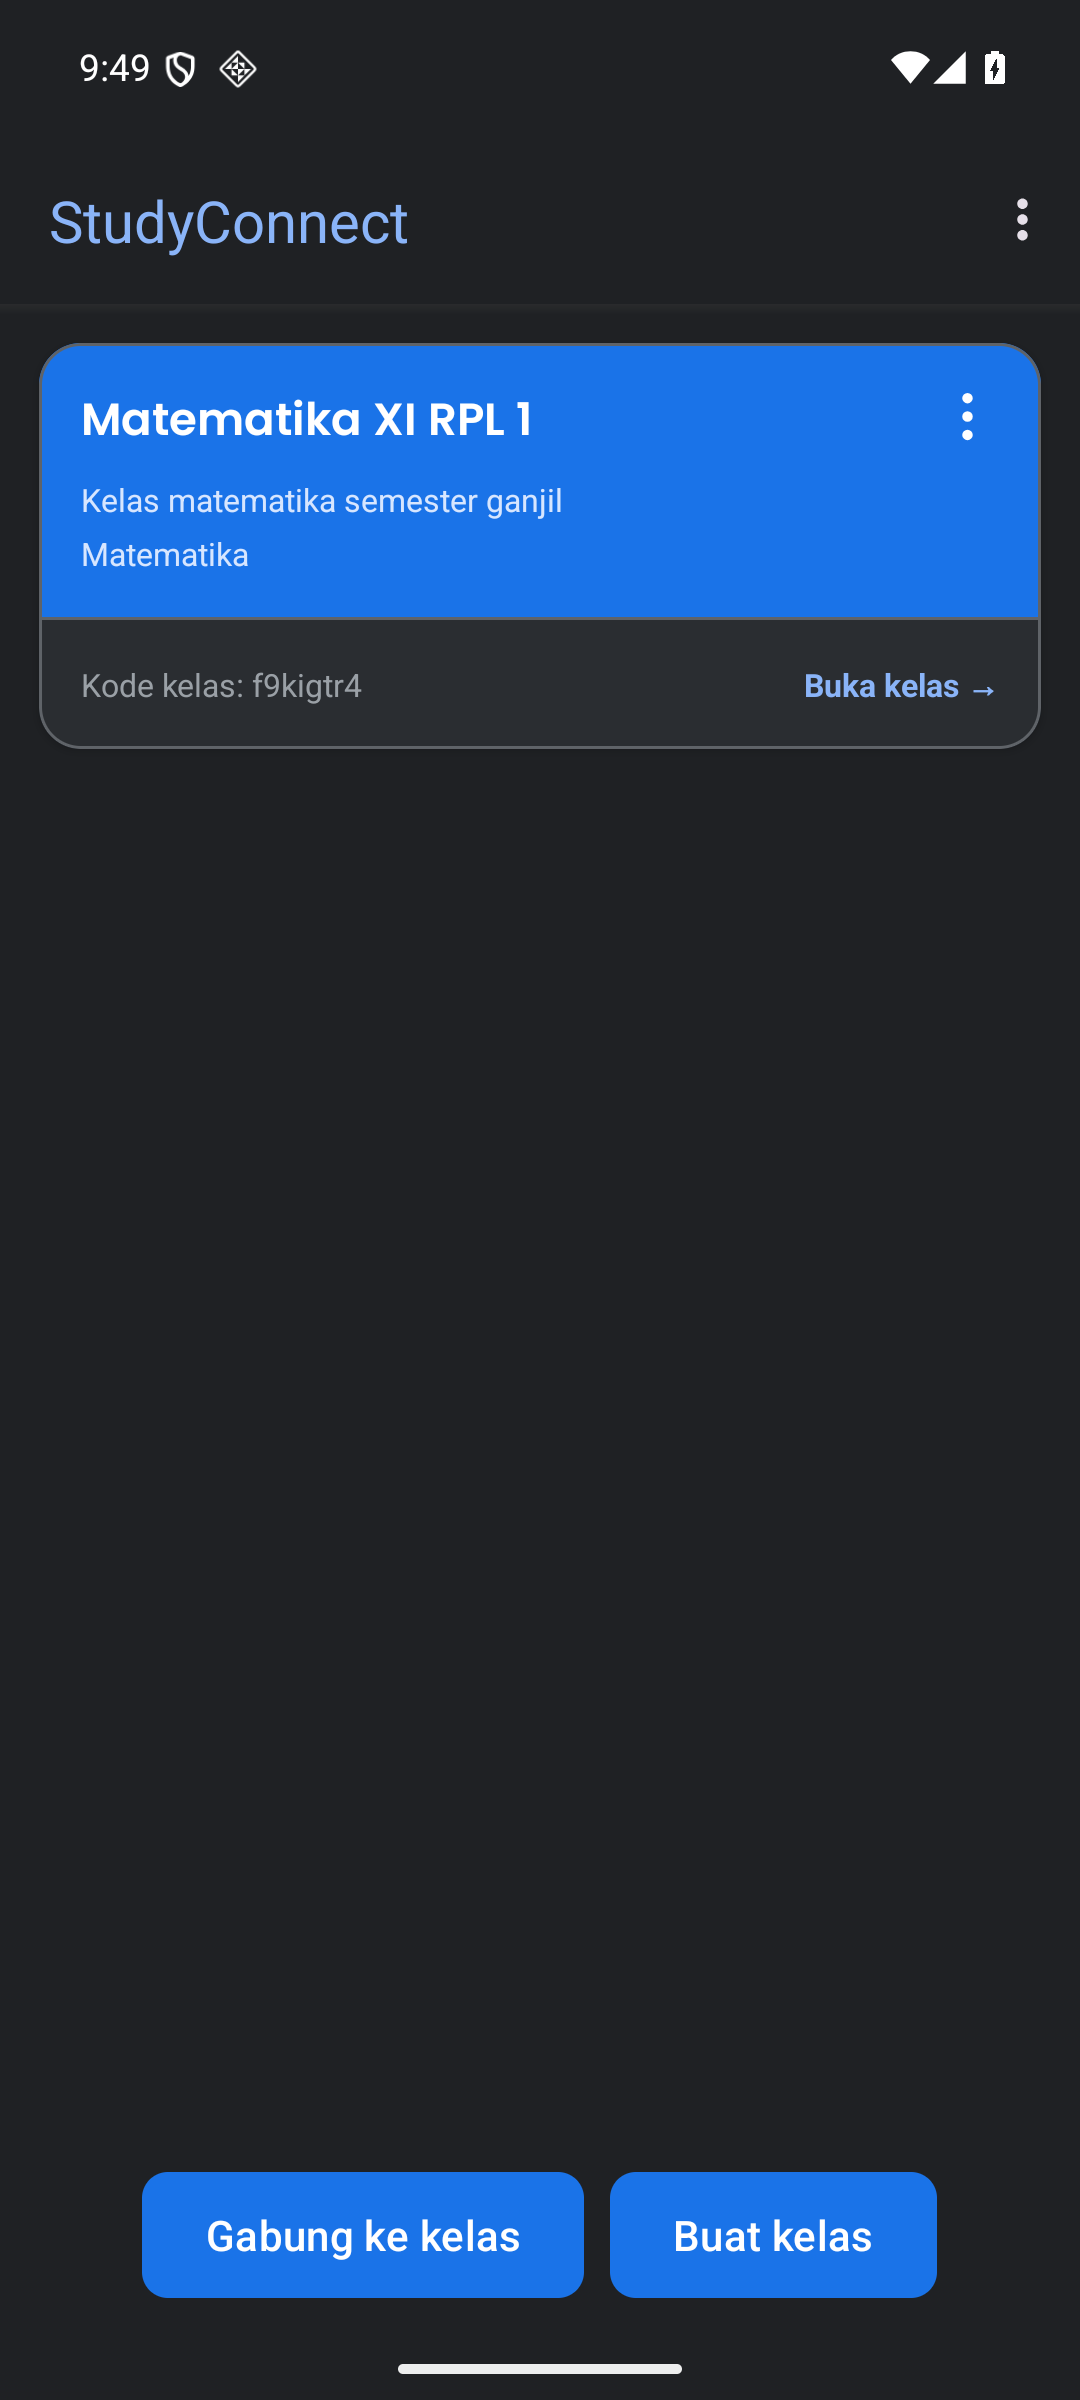 9:49
StudyConnect
Matematika XI RPL 1
Kelas matematika semester ganjil
Matematika
Kode kelas: f9kigtr4
Buka kelas →
Gabung ke kelas
Buat kelas